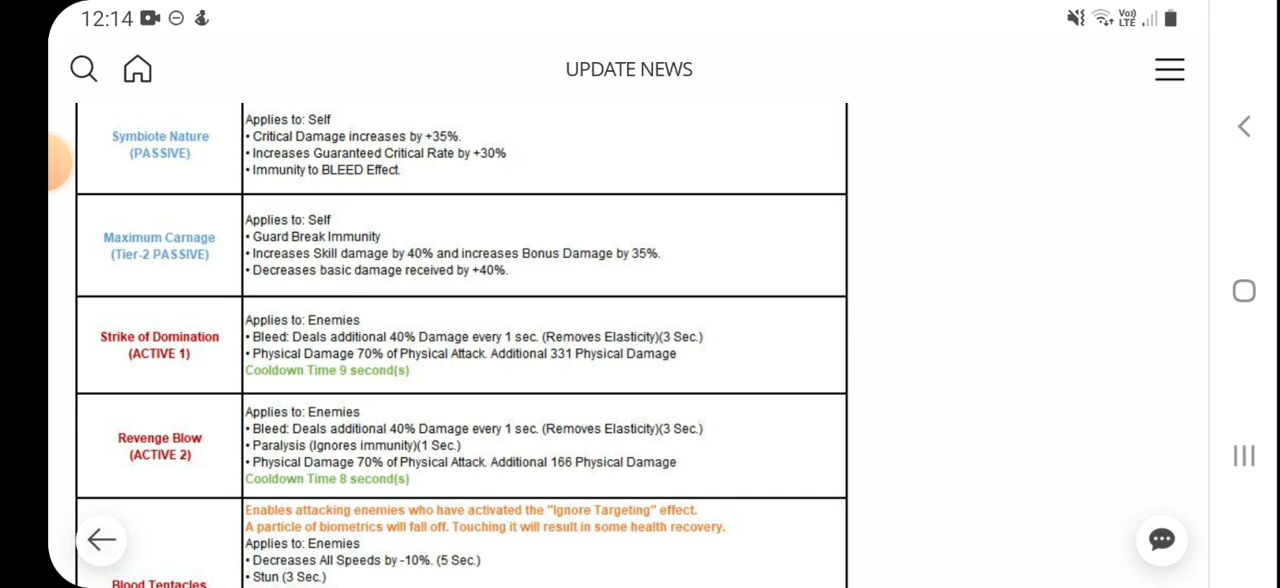 12:14
Vo))
LTE
UPDATE NEWS
Symbiote Nature
(PASSIVE)
Applies to: Self
• Critical Damage increases by +35%.
• Increases Guaranteed Critical Rate by +30%
• Immunity to BLEED Effect.
Maximum Carnage
(Tier-2 PASSIVE)
Applies to: Self
• Guard Break Immunity
• Increases Skill damage by 40% and increases Bonus Damage by 35%.
• Decreases basic damage received by +40%.
Strike of Domination
(ACTIVE 1)
Applies to: Enemies
• Bleed: Deals additional 40% Damage every 1 sec. (Removes Elasticity)(3 Sec.)
• Physical Damage 70% of Physical Attack. Additional 331 Physical Damage
Cooldown Time 9 second(s)
Revenge Blow
(ACTIVE 2)
Applies to: Enemies
• Bleed: Deals additional 40% Damage every 1 sec. (Removes Elasticity)(3 Sec.)
• Paralysis (Ignores immunity)(1 Sec.)
• Physical Damage 70% of Physical Attack. Additional 166 Physical Damage
Cooldown Time 8 second(s)
Blood Tentacles
Enables attacking enemies who have activated the "Ignore Targeting" effect.
A particle of biometrics will fall off. Touching it will result in some health recovery.
Applies to: Enemies
• Decreases All Speeds by -10%. (5 Sec.)
• Stun (3 Sec.)